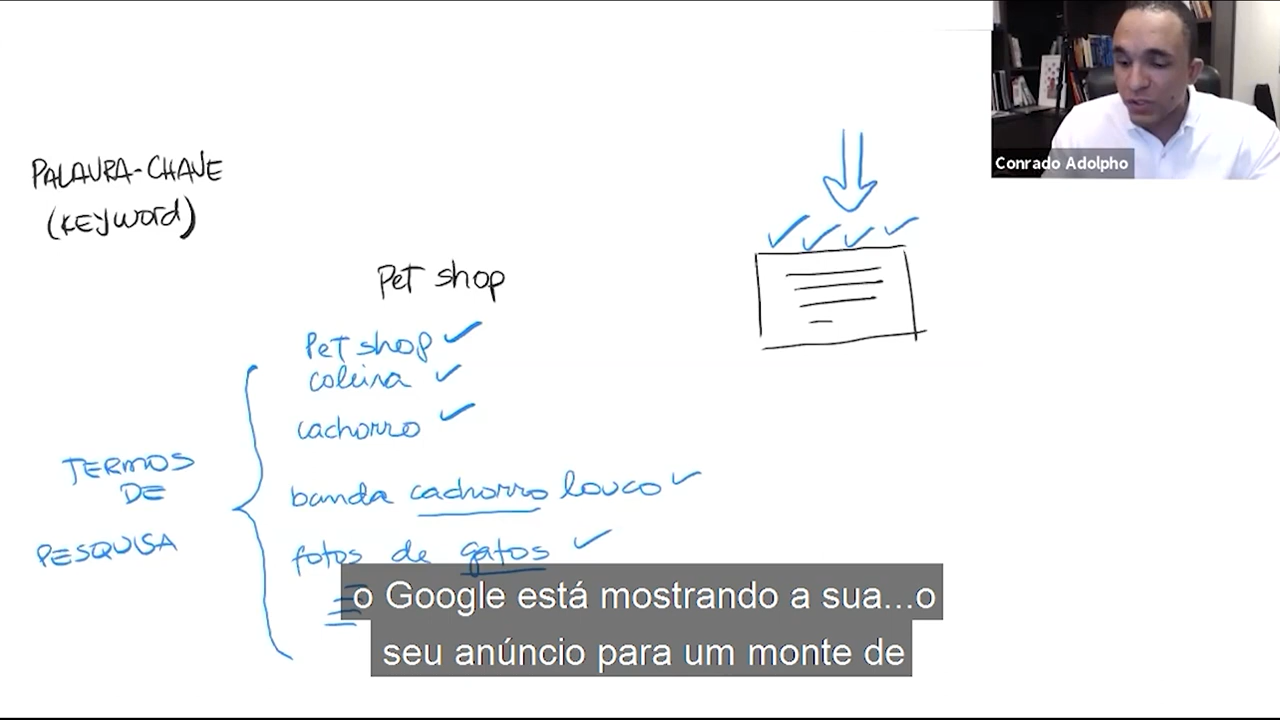 Conrado Adolpho
PALAVRA-CHAVE
(KEYWORD)
Pet shop
Pet shop
coleira
cachorro
banda cachorro louco
fotos de gatos
TERMOS
DE
PESQUISA
o Google está mostrando a sua...o
seu anúncio para um monte de